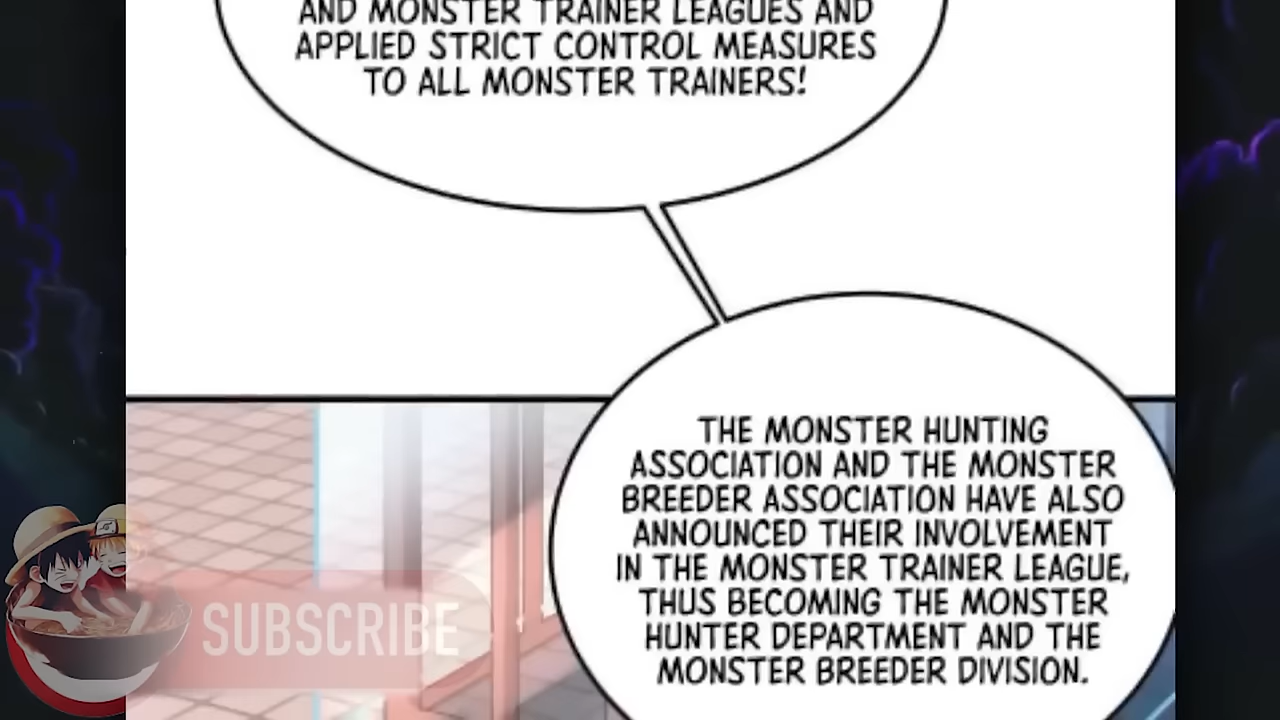 AND MONSTER TRAINER LEAGUES AND
APPLIED STRICT CONTROL MEASURES
TO ALL MONSTER TRAINERS!
THE MONSTER HUNTING
ASSOCIATION AND THE MONSTER
BREEDER ASSOCIATION HAVE ALSO
ANNOUNCED THEIR INVOLVEMENT
IN THE MONSTER TRAINER LEAGUE,
THUS BECOMING THE MONSTER
HUNTER DEPARTMENT AND THE
MONSTER BREEDER DIVISION.
SUBSCRIBE